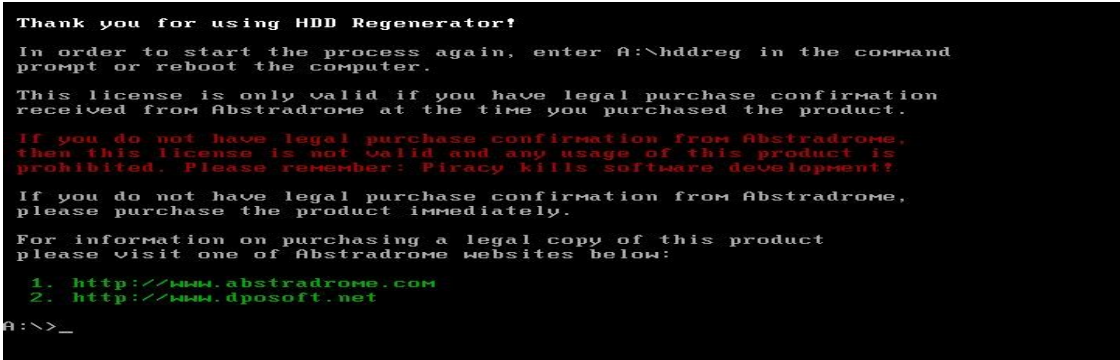 Thank you for using HDD Regenerator!
In order to start the process again, enter A:\hddreg in the command
prompt or reboot the computer.
This license is only valid if you have legal purchase confirmation
received from Abstradrome at the time you purchased the product.
If you do not have legal purchase confirmation from Abstradrome,
then this license is not valid and any usage of this product is
prohibited. Please remember: Piracy kills software development!
If you do not have legal purchase confirmation from Abstradrome,
please purchase the product immediately.
For information on purchasing a legal copy of this product
please visit one of Abstradrome websites below:
1. http://www.abstradrome.com
2. http://www.dposoft.net
A:\>_